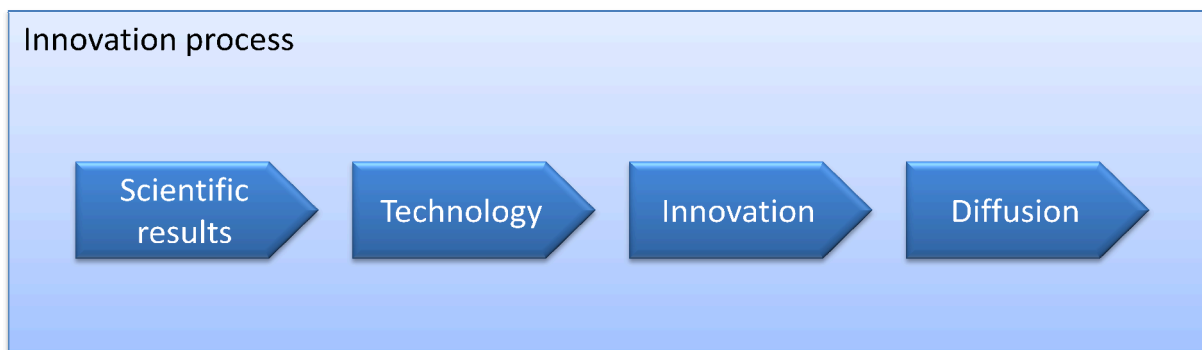 Innovation process
Scientific
results
Technology
Innovation
Diffusion